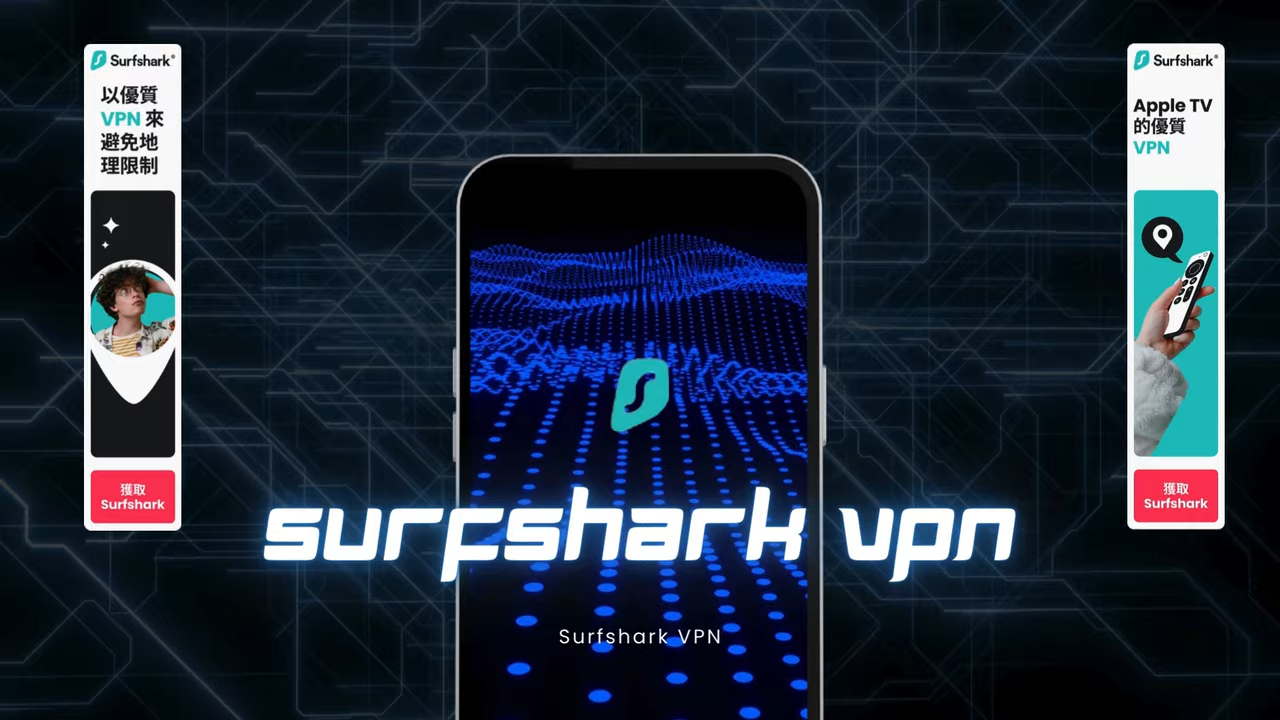 Surfshark®
以優質
VPN 來
避免地
理限制
獲取
Surfshark
surfshark vpn
Surfshark VPN
Surfshark®
Apple TV
的優質
VPN
獲取
Surfshark